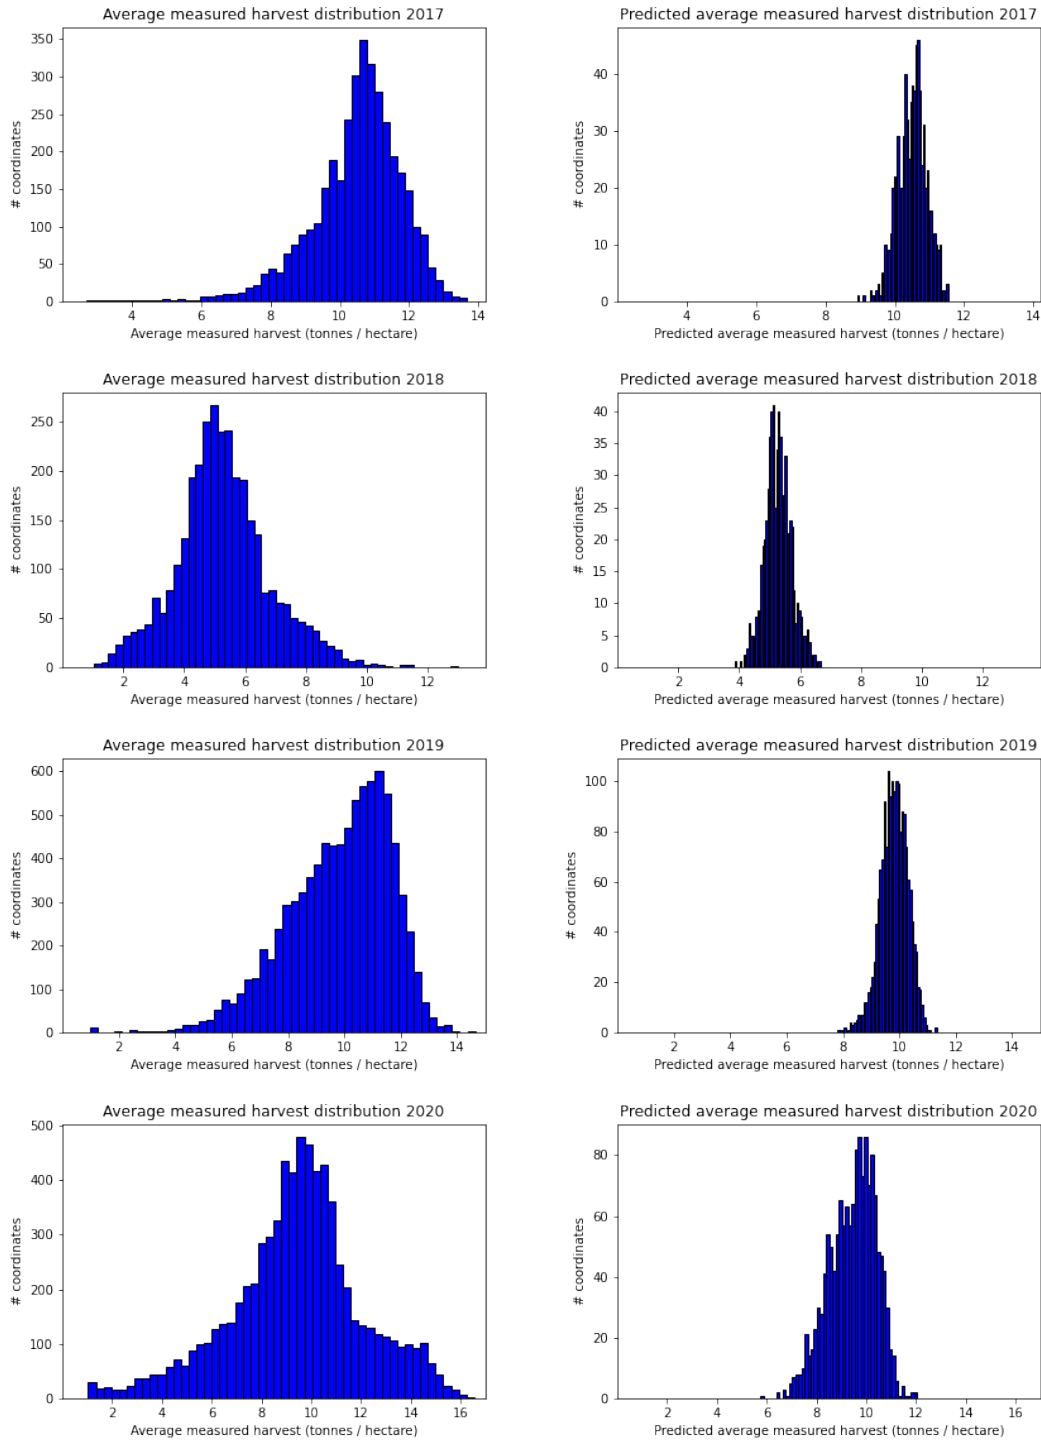 Average measured harvest distribution 2017
350
300
250
200
150
100
50
0
# coordinates
4 6 8 10 12 14
Average measured harvest (tonnes / hectare)
Predicted average measured harvest distribution 2017
40
30
20
10
0
# coordinates
4 6 8 10 12 14
Predicted average measured harvest (tonnes / hectare)
Average measured harvest distribution 2018
250
200
150
100
50
0
# coordinates
2 4 6 8 10 12
Average measured harvest (tonnes / hectare)
Predicted average measured harvest distribution 2018
40
35
30
25
20
15
10
5
0
# coordinates
2 4 6 8 10 12
Predicted average measured harvest (tonnes / hectare)
Average measured harvest distribution 2019
600
500
400
300
200
100
0
# coordinates
2 4 6 8 10 12 14
Average measured harvest (tonnes / hectare)
Predicted average measured harvest distribution 2019
100
80
60
40
20
0
# coordinates
2 4 6 8 10 12 14
Predicted average measured harvest (tonnes / hectare)
Average measured harvest distribution 2020
500
400
300
200
100
0
# coordinates
2 4 6 8 10 12 14 16
Average measured harvest (tonnes / hectare)
Predicted average measured harvest distribution 2020
80
60
40
20
0
# coordinates
2 4 6 8 10 12 14 16
Predicted average measured harvest (tonnes / hectare)